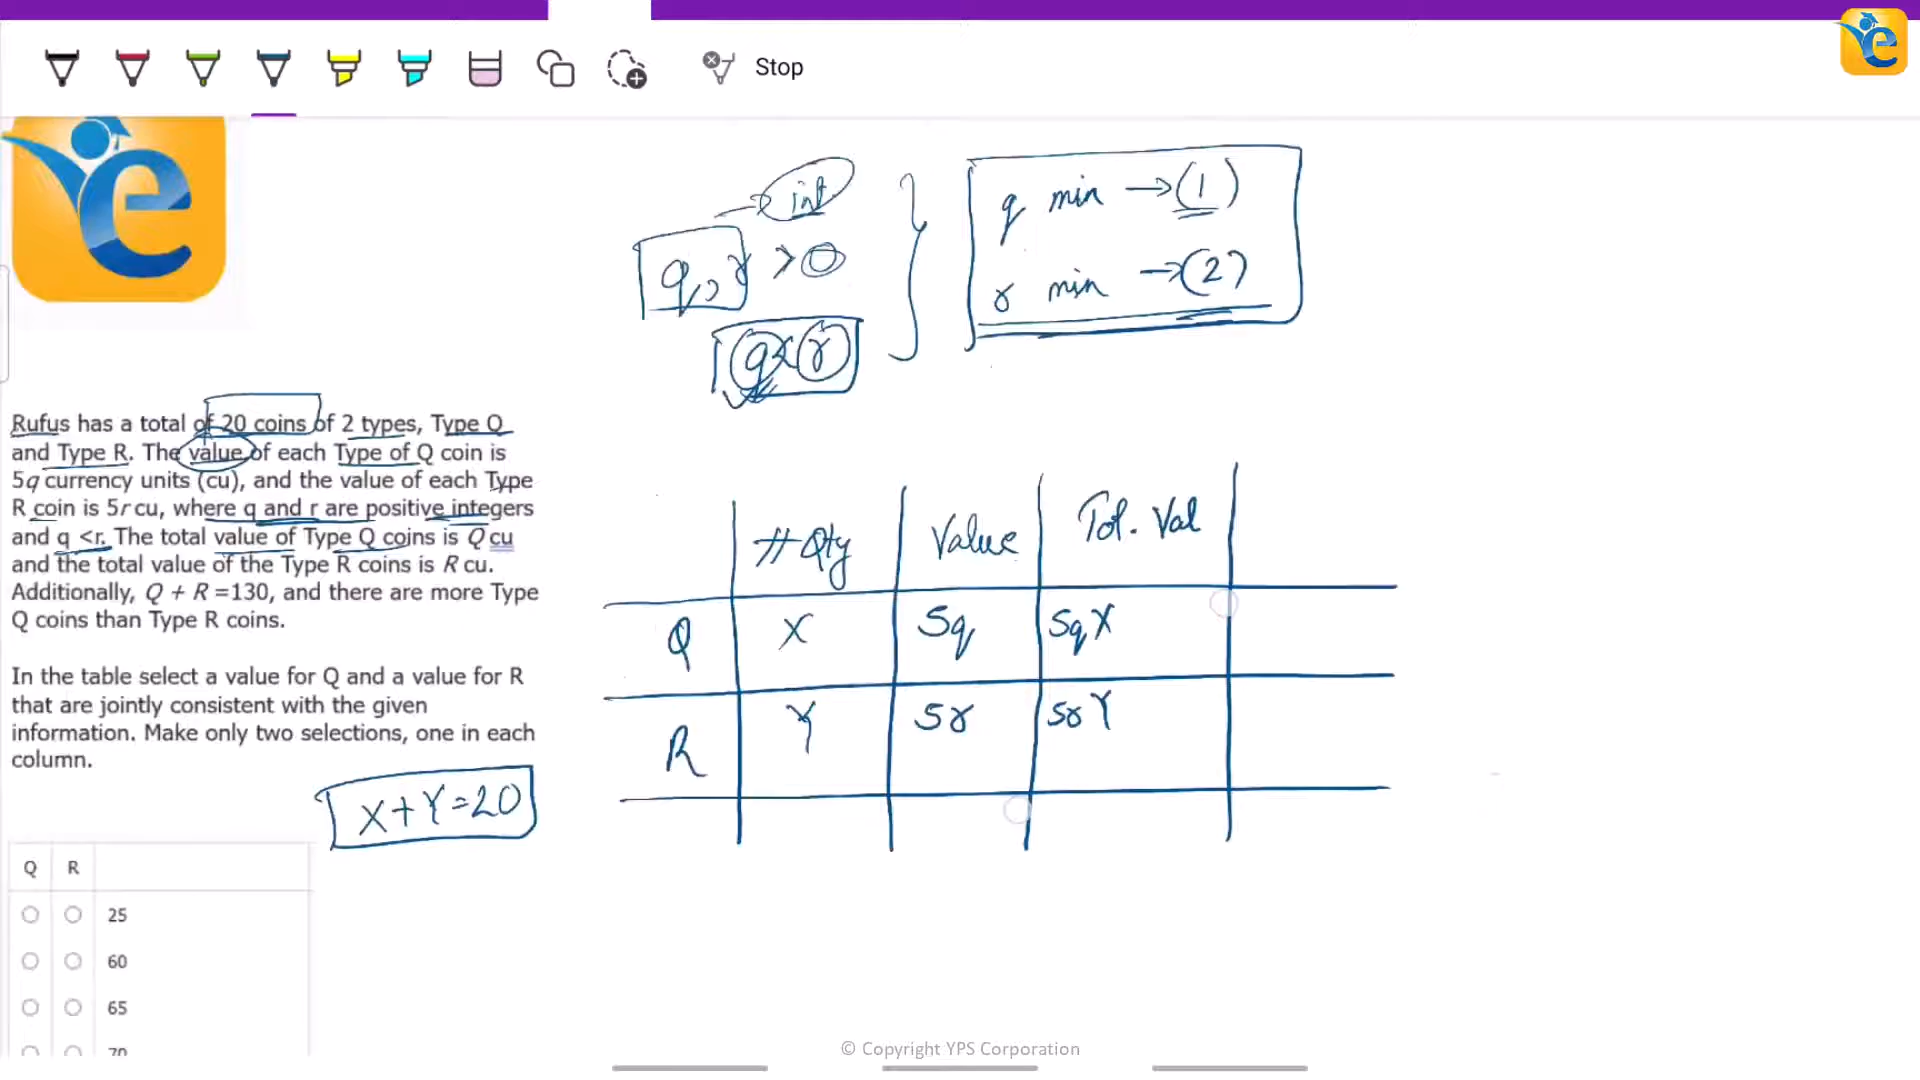 Stop
e
e
int
q, r > 0
q < r
q min → (1)
r min → (2)
Rufus has a total of 20 coins of 2 types, Type Q
and Type R. The value of each Type of Q coin is
5q currency units (cu), and the value of each Type
R coin is 5r cu, where q and r are positive integers
and q <r. The total value of Type Q coins is Q cu
and the total value of the Type R coins is R cu.
Additionally, Q + R =130, and there are more Type
Q coins than Type R coins.
In the table select a value for Q and a value for R
that are jointly consistent with the given
information. Make only two selections, one in each
column.
X+Y=20
Q R
25
60
65
70
# Qty Value Tot. Val
Q X 5q 5qX
R Y 5r 5rY
© Copyright YPS Corporation